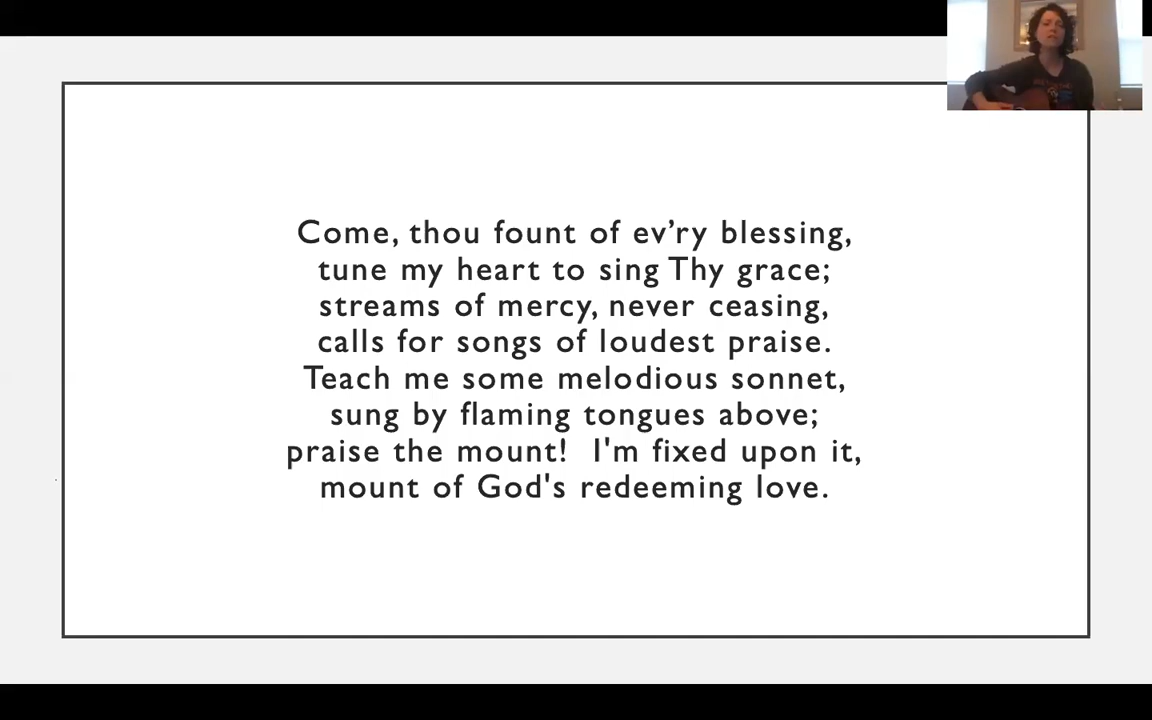 Come, thou fount of ev’ry blessing,
tune my heart to sing Thy grace;
streams of mercy, never ceasing,
calls for songs of loudest praise.
Teach me some melodious sonnet,
sung by flaming tongues above;
praise the mount!  I'm fixed upon it,
mount of God's redeeming love.